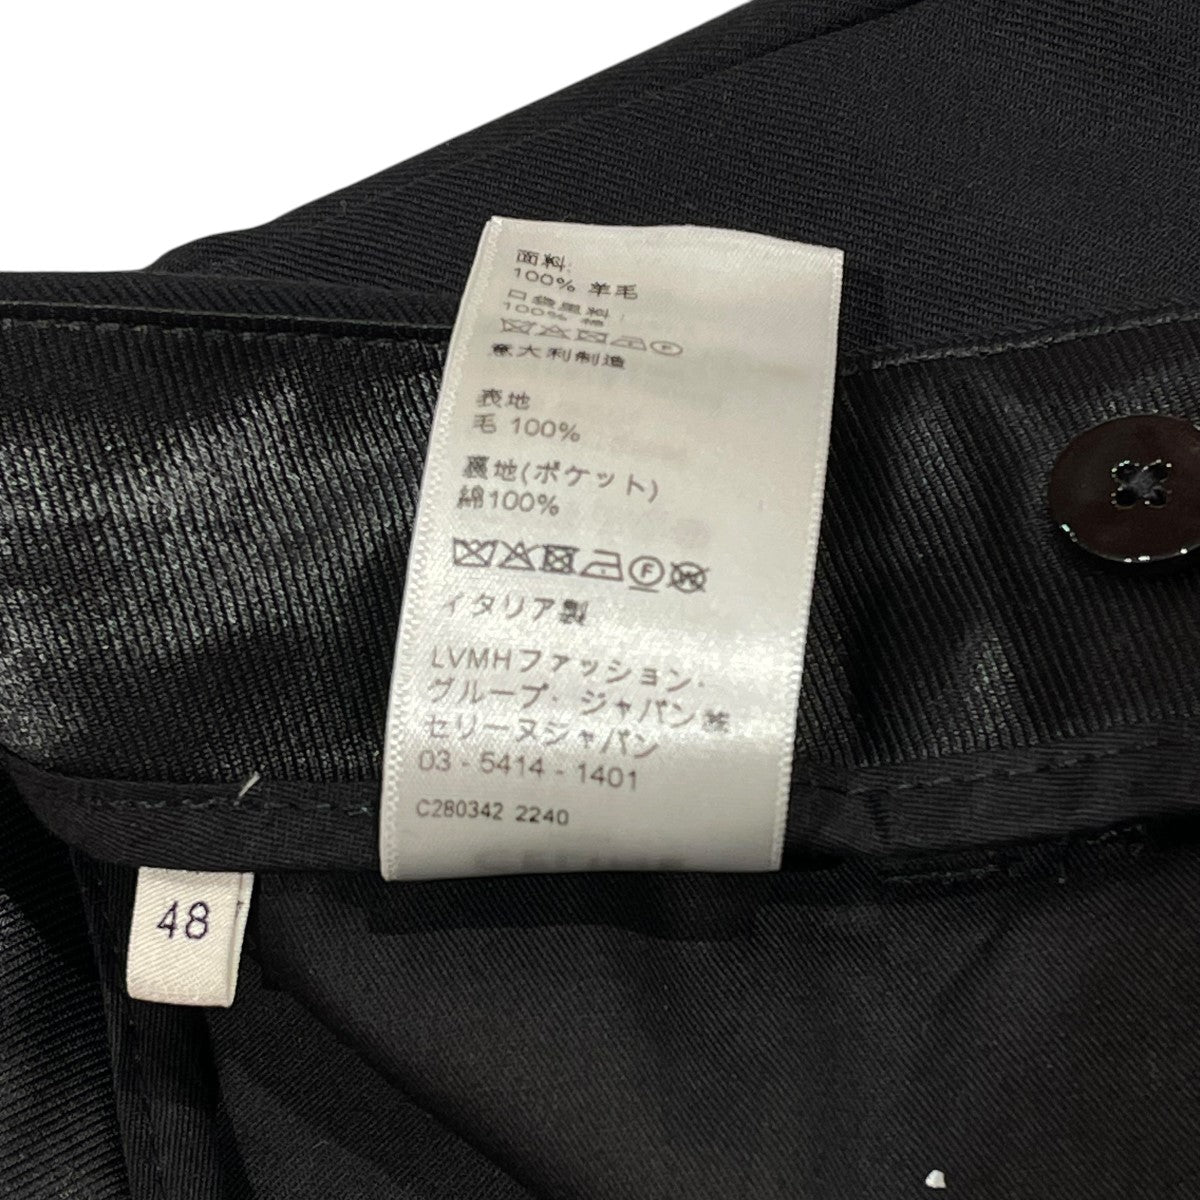 面料:
100% 羊毛
口袋里料:
100% 棉
意大利制造
表地
毛 100%
裏地(ポケット)
綿100%
F
W
イタリア製
LVMHファッション・
グループ・ジャパン㈱
セリーヌジャパン
03 - 5414 - 1401
C280342 2240
48